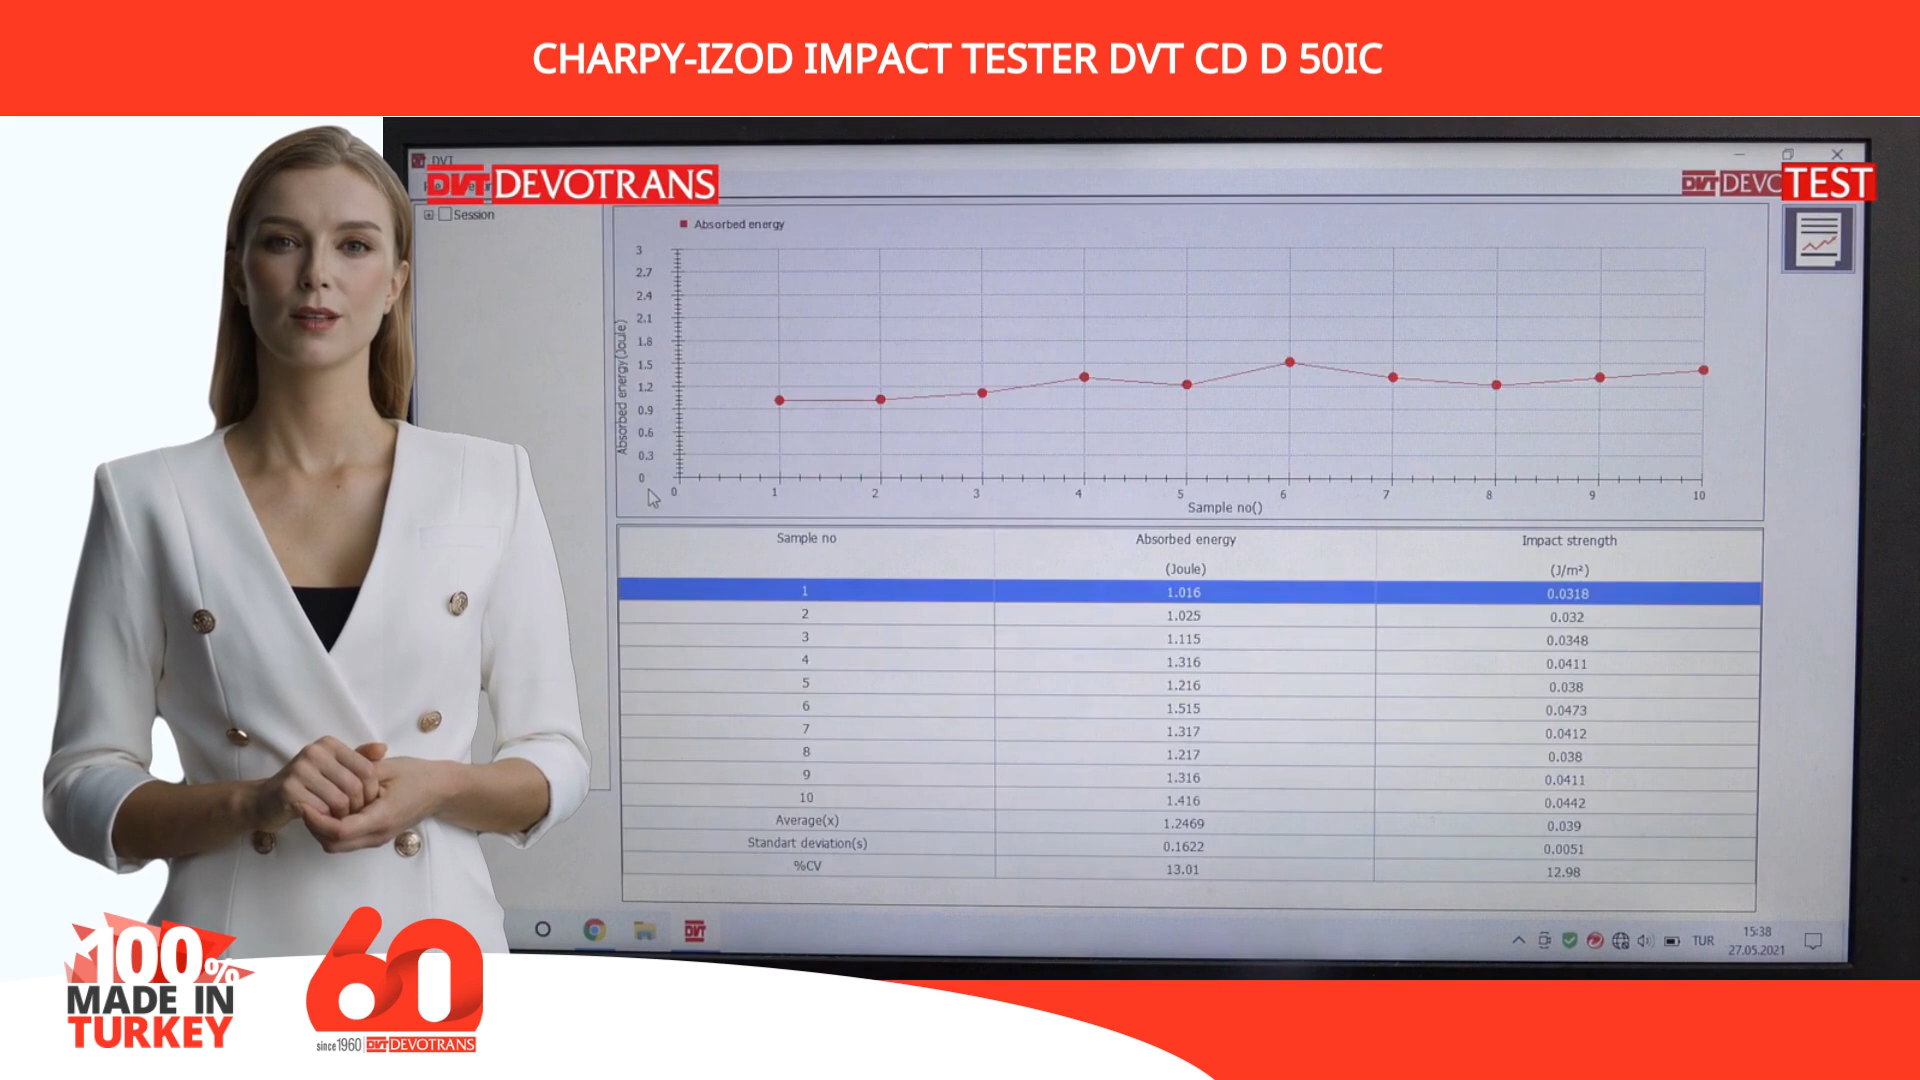 CHARPY-IZOD IMPACT TESTER DVT CD D 50IC
DVT
DVT DEVOTRANS
DVT DEVO TEST
Session
Absorbed energy
3
2.7
2.4
2.1
1.8
1.5
1.2
0.9
0.6
0.3
0
Absorbed energy(Joule)
0 1 2 3 4 5 6 7 8 9 10
Sample no()
Sample no Absorbed energy Impact strength
(Joule) (J/m²)
1 1.016 0.0318
2 1.025 0.032
3 1.115 0.0348
4 1.316 0.0411
5 1.216 0.038
6 1.515 0.0473
7 1.317 0.0412
8 1.217 0.038
9 1.316 0.0411
10 1.416 0.0442
Average(x) 1.2469 0.039
Standart deviation(s) 0.1622 0.0051
%CV 13.01 12.98
DVT
TUR
15:38
27.05.2021
100%
MADE IN
TURKEY
60
since 1960 DVT DEVOTRANS